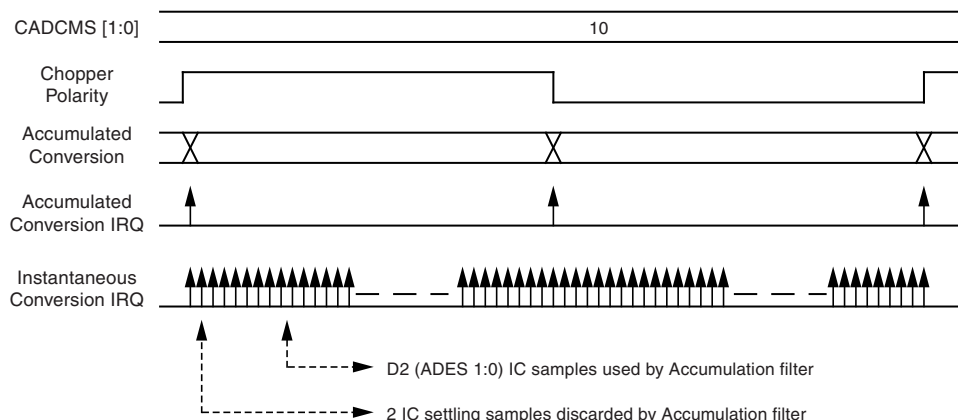 CADCMS [1:0]
10
Chopper
Polarity
Accumulated
Conversion
Accumulated
Conversion IRQ
Instantaneous
Conversion IRQ
D2 (ADES 1:0) IC samples used by Accumulation filter
2 IC settling samples discarded by Accumulation filter